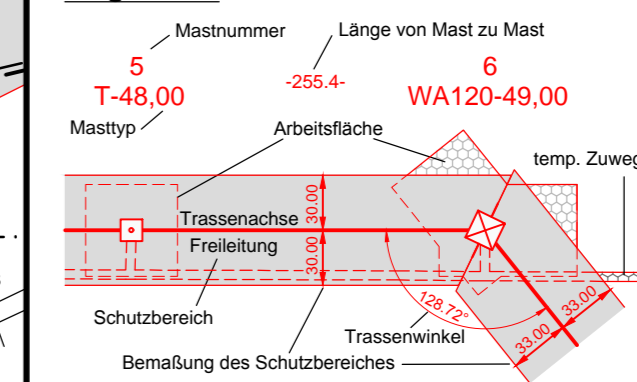 Mastnummer
Länge von Mast zu Mast
5
-255.4-
6
T-48,00
WA120-49,00
Masttyp
Arbeitsfläche
temp. Zuweg
30.00
Trassenachse
Freileitung
30.00
128.72°
Schutzbereich
Trassenwinkel
33.00
33.00
Bemaßung des Schutzbereiches